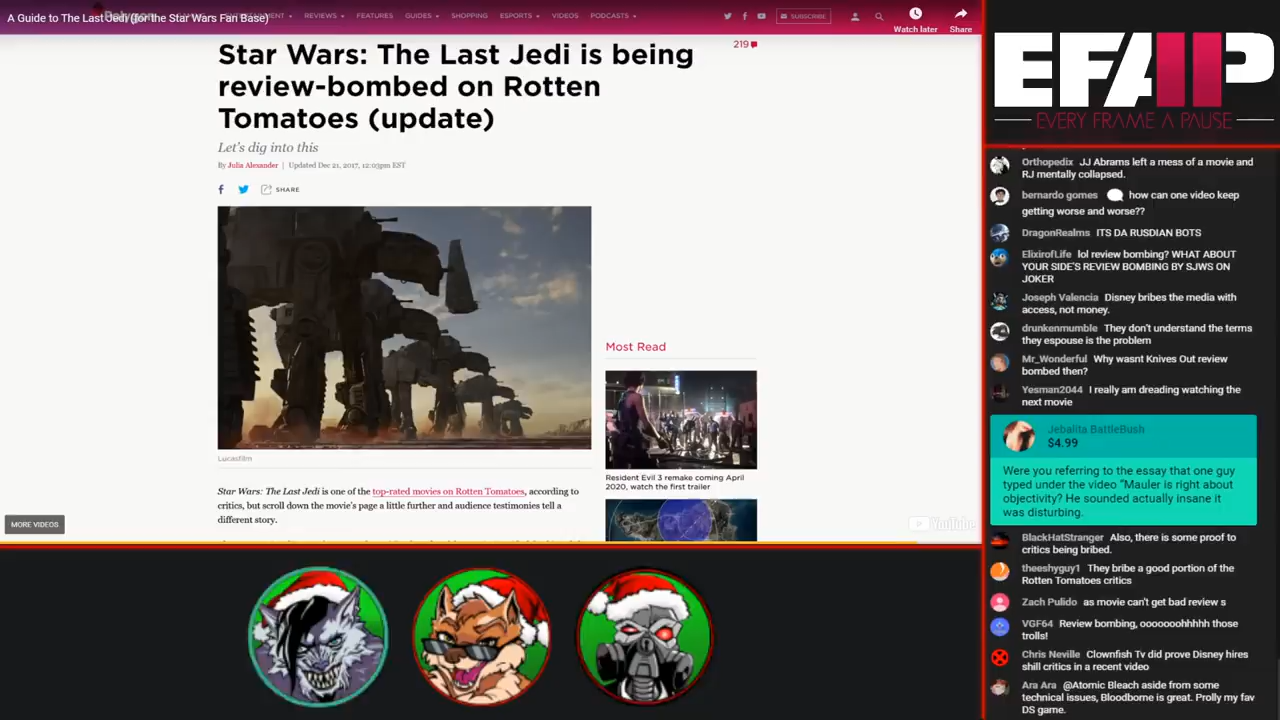 A Guide to The Last Jedi (for the Star Wars Fan Base)
REVIEWS
FEATURES
GUIDES
SHOPPING
ESPORTS
VIDEOS
PODCASTS
SUBSCRIBE
Watch later
Share
Star Wars: The Last Jedi is being
review-bombed on Rotten
Tomatoes (update)
219
Let's dig into this
By Julia Alexander | Updated Dec 21, 2017, 12:03pm EST
SHARE
Lucasfilm
Star Wars: The Last Jedi is one of the top-rated movies on Rotten Tomatoes, according to
critics, but scroll down the movie's page a little further and audience testimonies tell a
different story.
Most Read
Resident Evil 3 remake coming April
2020, watch the first trailer
MORE VIDEOS
YouTube
EFAP
EVERY FRAME A PAUSE
Orthopedix JJ Abrams left a mess of a movie and
RJ mentally collapsed.
bernardo gomes how can one video keep
getting worse and worse??
DragonRealms ITS DA RUSDIAN BOTS
ElixirofLife lol review bombing? WHAT ABOUT
YOUR SIDE'S REVIEW BOMBING BY SJWS ON
JOKER
Joseph Valencia Disney bribes the media with
access, not money.
drunkenmumble They don't understand the terms
they espouse is the problem
Mr_Wonderful Why wasnt Knives Out review
bombed then?
Yesman2044 I really am dreading watching the
next movie
Jebalita BattleBush
$4.99
Were you referring to the essay that one guy
typed under the video "Mauler is right about
objectivity? He sounded actually insane it
was disturbing.
BlackHatStranger Also, there is some proof to
critics being bribed.
theeshyguy1 They bribe a good portion of the
Rotten Tomatoes critics
Zach Pulido as movie can't get bad review s
VGF64 Review bombing, ooooooohhhhh those
trolls!
Chris Neville Clownfish Tv did prove Disney hires
shill critics in a recent video
Ara Ara @Atomic Bleach aside from some
technical issues, Bloodborne is great. Prolly my fav
DS game.